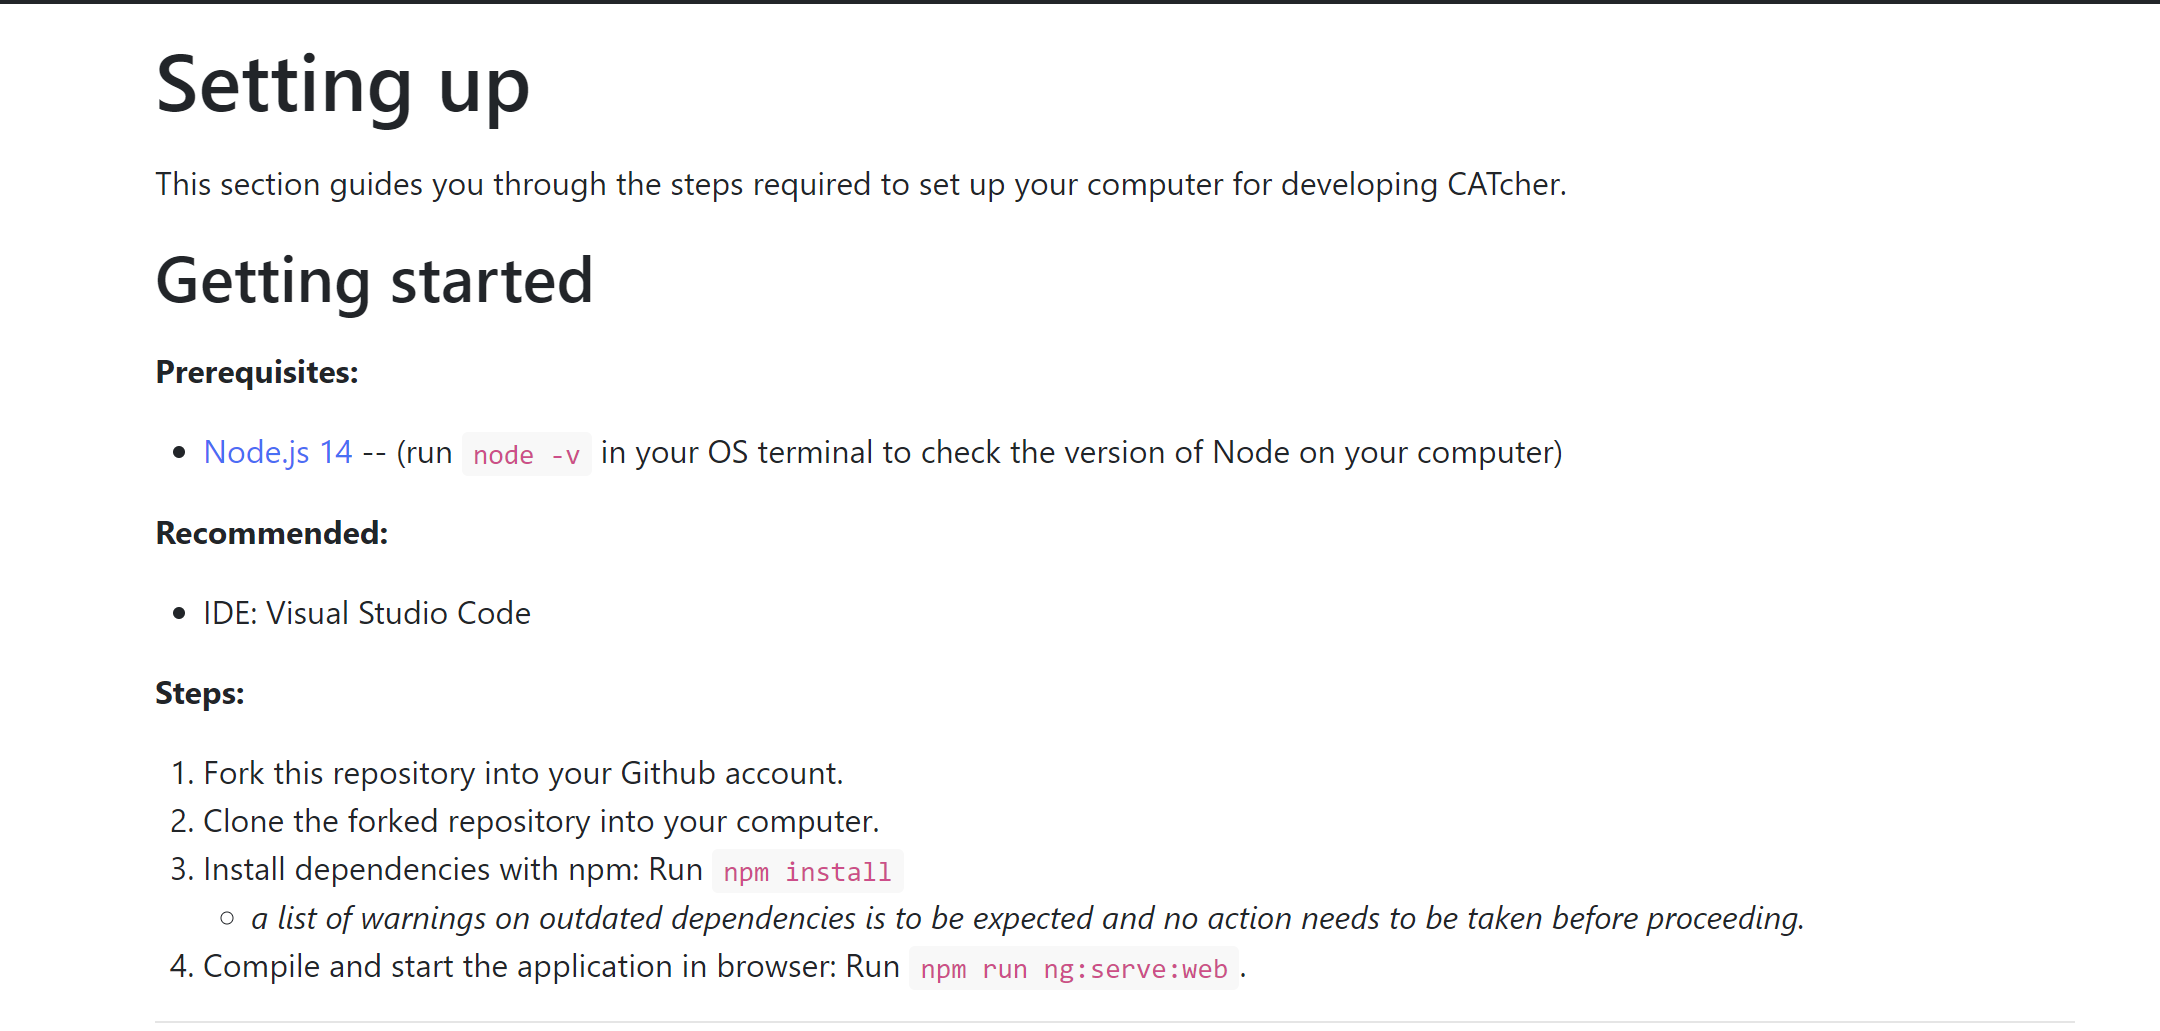 Setting up
This section guides you through the steps required to set up your computer for developing CATcher.
Getting started
Prerequisites:
• Node.js 14 -- (run node -v in your OS terminal to check the version of Node on your computer)
Recommended:
• IDE: Visual Studio Code
Steps:
1. Fork this repository into your Github account.
2. Clone the forked repository into your computer.
3. Install dependencies with npm: Run npm install
○ a list of warnings on outdated dependencies is to be expected and no action needs to be taken before proceeding.
4. Compile and start the application in browser: Run npm run ng:serve:web.